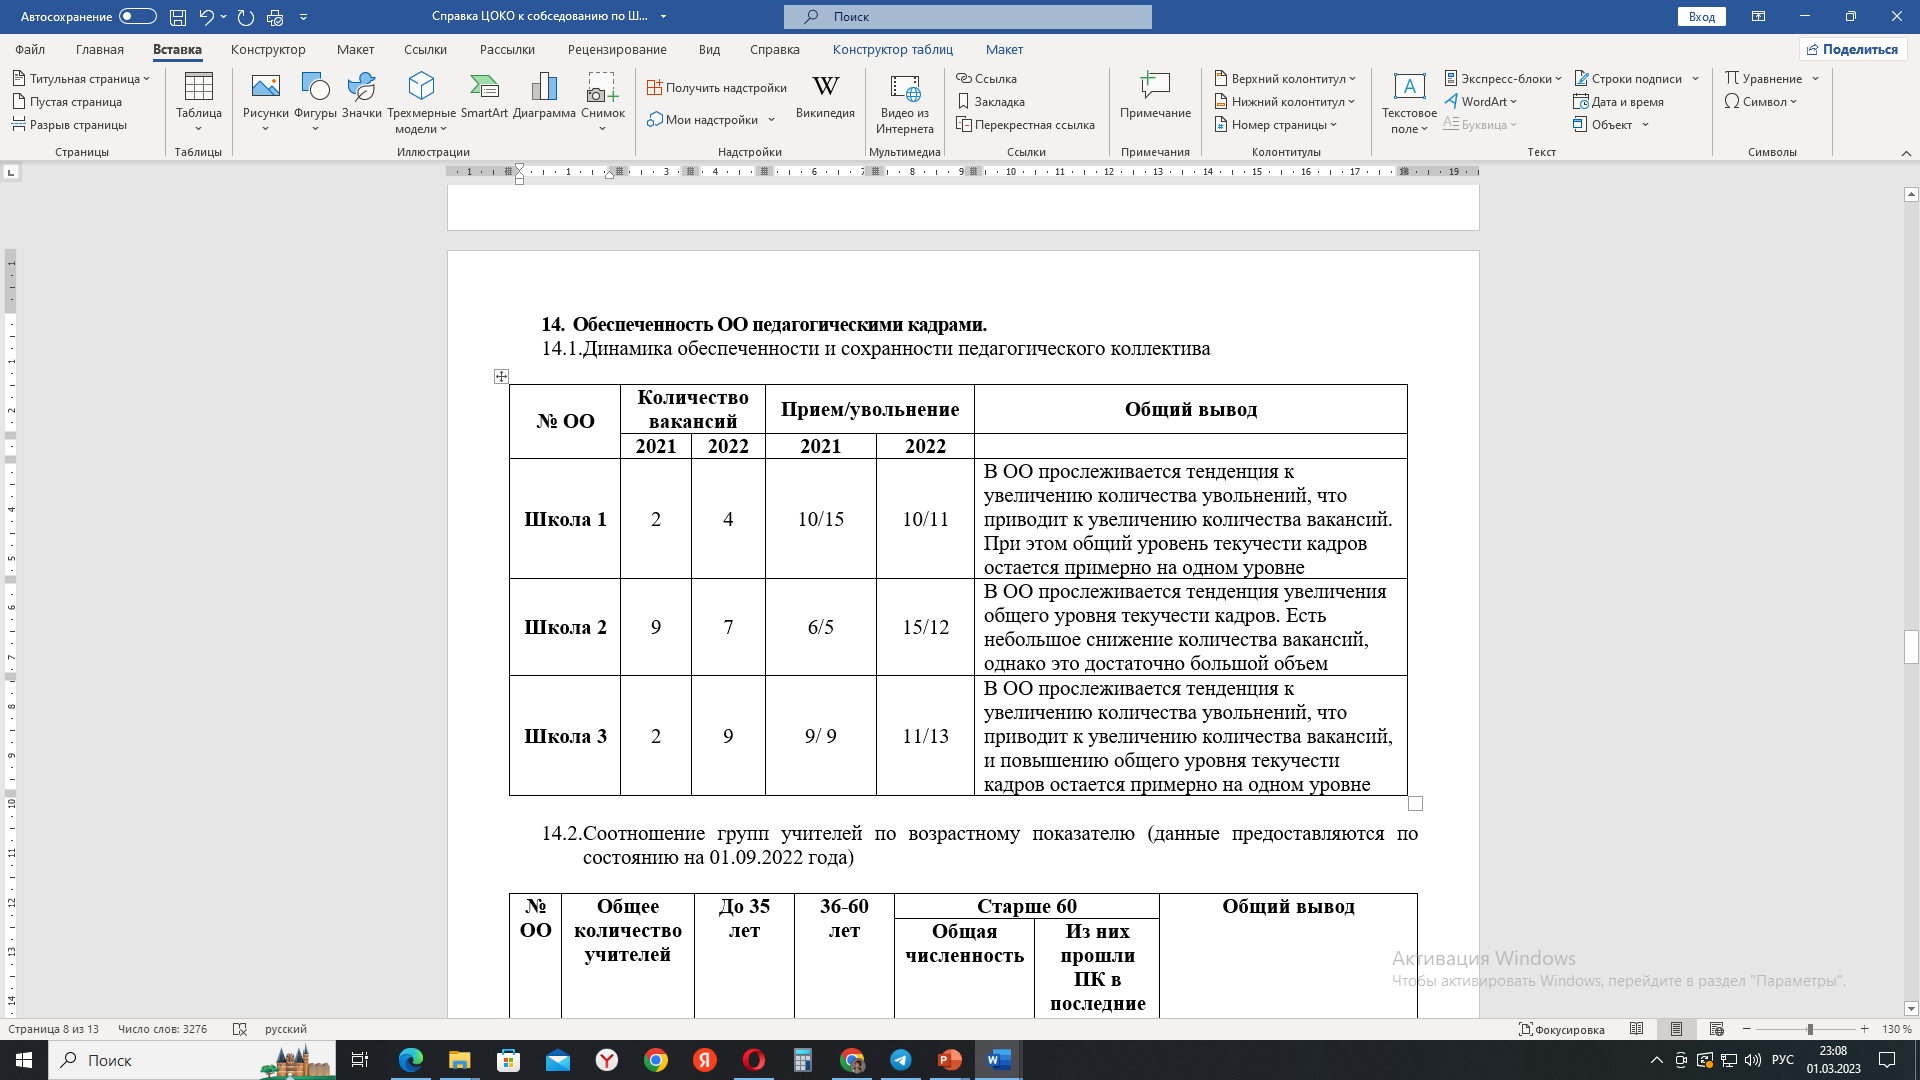 Автосохранение
Справка ЦОКО к собседованию по Ш...
Поиск
Вход
Файл Главная Вставка Конструктор Макет Ссылки Рассылки Рецензирование Вид Справка Конструктор таблиц Макет
Поделиться
Титульная страница
Пустая страница
Разрыв страницы
Страницы
Таблица
Таблицы
Рисунки Фигуры Значки Трехмерные модели SmartArt Диаграмма Снимок
Иллюстрации
Получить надстройки
Мои надстройки
Википедия
Надстройки
Видео из Интернета
Мультимедиа
Ссылка
Закладка
Перекрестная ссылка
Ссылки
Примечание
Примечания
Верхний колонтитул
Нижний колонтитул
Номер страницы
Колонтитулы
Текстовое поле
Экспресс-блоки
WordArt
Буквица
Строки подписи
Дата и время
Объект
Текст
Уравнение
Символ
Символы
14. Обеспеченность ОО педагогическими кадрами.
14.1.Динамика обеспеченности и сохранности педагогического коллектива
№ ОО
Количество
вакансий
Прием/увольнение
Общий вывод
2021 2022 2021 2022
Школа 1 2 4 10/15 10/11
В ОО прослеживается тенденция к
увеличению количества увольнений, что
приводит к увеличению количества вакансий.
При этом общий уровень текучести кадров
остается примерно на одном уровне
Школа 2 9 7 6/5 15/12
В ОО прослеживается тенденция увеличения
общего уровня текучести кадров. Есть
небольшое снижение количества вакансий,
однако это достаточно большой объем
Школа 3 2 9 9/ 9 11/13
В ОО прослеживается тенденция к
увеличению количества увольнений, что
приводит к увеличению количества вакансий,
и повышению общего уровня текучести
кадров остается примерно на одном уровне
14.2.Соотношение групп учителей по возрастному показателю (данные предоставляются по
состоянию на 01.09.2022 года)
№
ОО
Общее
количество
учителей
До 35
лет
36-60
лет
Старше 60
Общая
численность
Из них
прошли
ПК в
последние
Общий вывод
Активация Windows
Чтобы активировать Windows, перейдите в раздел "Параметры".
Страница 8 из 13 Число слов: 3276 русский
Фокусировка
130 %
Поиск
РУС
23:08
01.03.2023